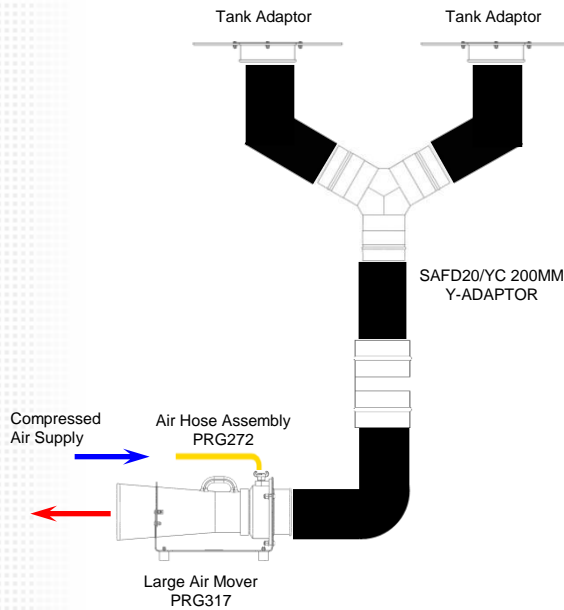 Tank Adaptor
Tank Adaptor
SAFD20/YC 200MM
Y-ADAPTOR
Compressed
Air Supply
Air Hose Assembly
PRG272
Large Air Mover
PRG317